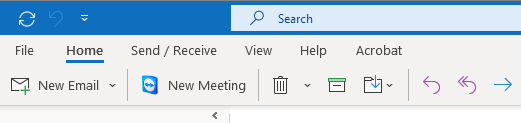 Search
File Home Send / Receive View Help Acrobat
New Email New Meeting